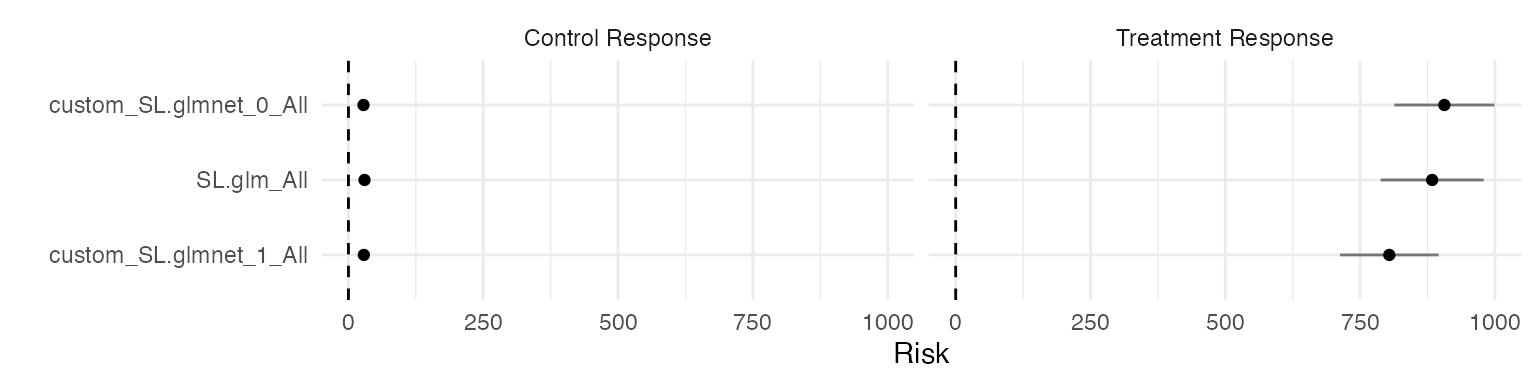 Control Response Treatment Response
custom_SL.glmnet_0_All
SL.glm_All
custom_SL.glmnet_1_All
0 250 500 750 1000 0 250 500 750 1000
Risk